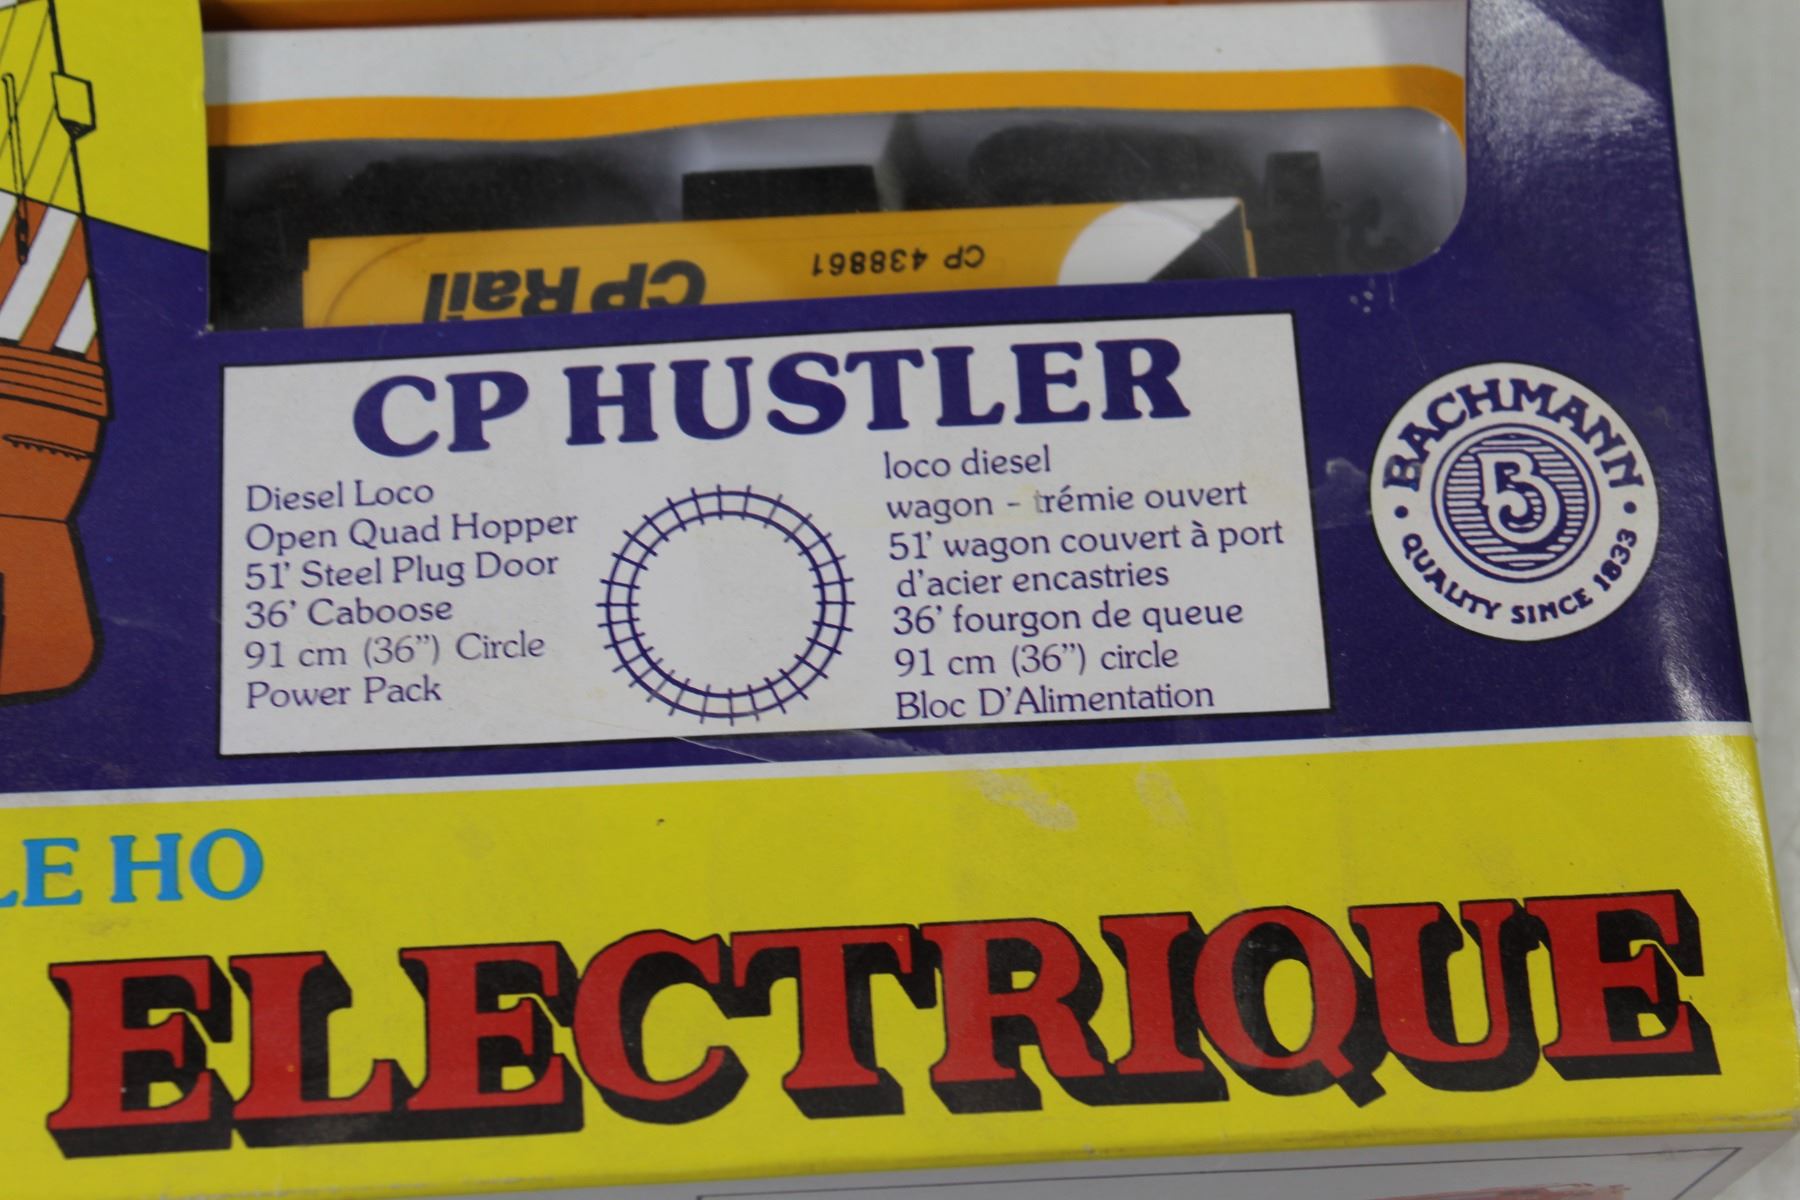 CP 438861
CP Rail
CP HUSTLER
Diesel Loco
Open Quad Hopper
51' Steel Plug Door
36' Caboose
91 cm (36") Circle
Power Pack
loco diesel
wagon - trémie ouvert
51' wagon couvert à port
d'acier encastries
36' fourgon de queue
91 cm (36") circle
Bloc D'Alimentation
BACHMANN
B
• QUALITY SINCE 1833 •
LE HO
ELECTRIQUE